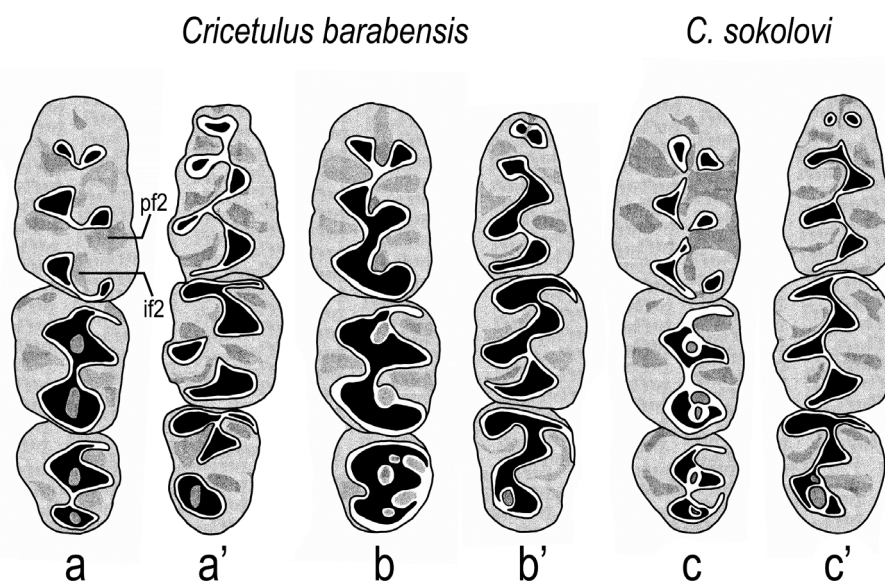 Cricetulus barabensis C. sokolovi
pf2
if2
a a’ b b’ c c’